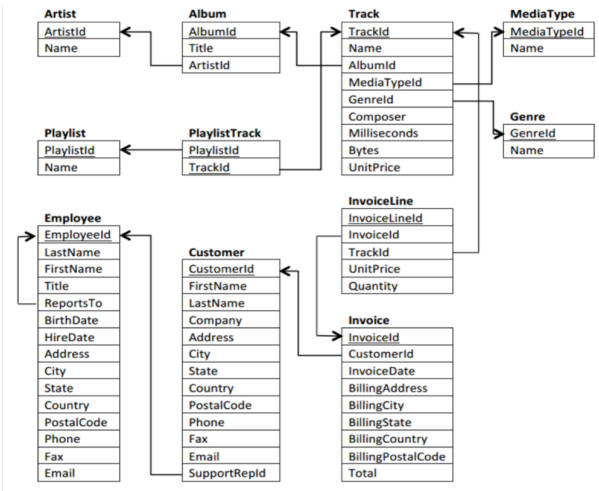 Artist
ArtistId
Name
Album
AlbumId
Title
ArtistId
Track
TrackId
Name
AlbumId
MediaTypeId
GenreId
Composer
Milliseconds
Bytes
UnitPrice
MediaType
MediaTypeId
Name
Genre
GenreId
Name
Playlist
PlaylistId
Name
PlaylistTrack
PlaylistId
TrackId
InvoiceLine
InvoiceLineId
InvoiceId
TrackId
UnitPrice
Quantity
Employee
EmployeeId
LastName
FirstName
Title
ReportsTo
BirthDate
HireDate
Address
City
State
Country
PostalCode
Phone
Fax
Email
Customer
CustomerId
FirstName
LastName
Company
Address
City
State
Country
PostalCode
Phone
Fax
Email
SupportRepId
Invoice
InvoiceId
CustomerId
InvoiceDate
BillingAddress
BillingCity
BillingState
BillingCountry
BillingPostalCode
Total